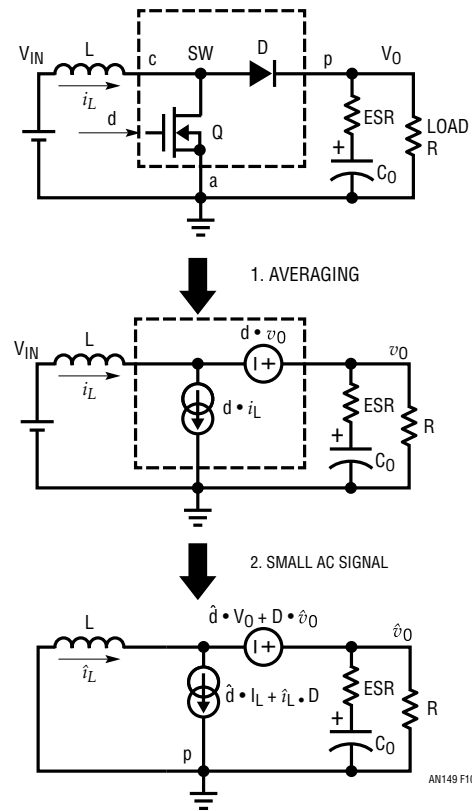 L
c
SW
D
p
V_O
V_IN
i_L
d
Q
ESR
+
C_O
LOAD
R
a
1. AVERAGING
L
d • v_O
V_IN
− +
v_O
i_L
d • i_L
ESR
+
C_O
R
2. SMALL AC SIGNAL
d̂ • V_O + D • v̂_O
L
− +
v̂_O
î_L
d̂ • I_L + î_L • D
ESR
+
C_O
R
p
AN149 F10